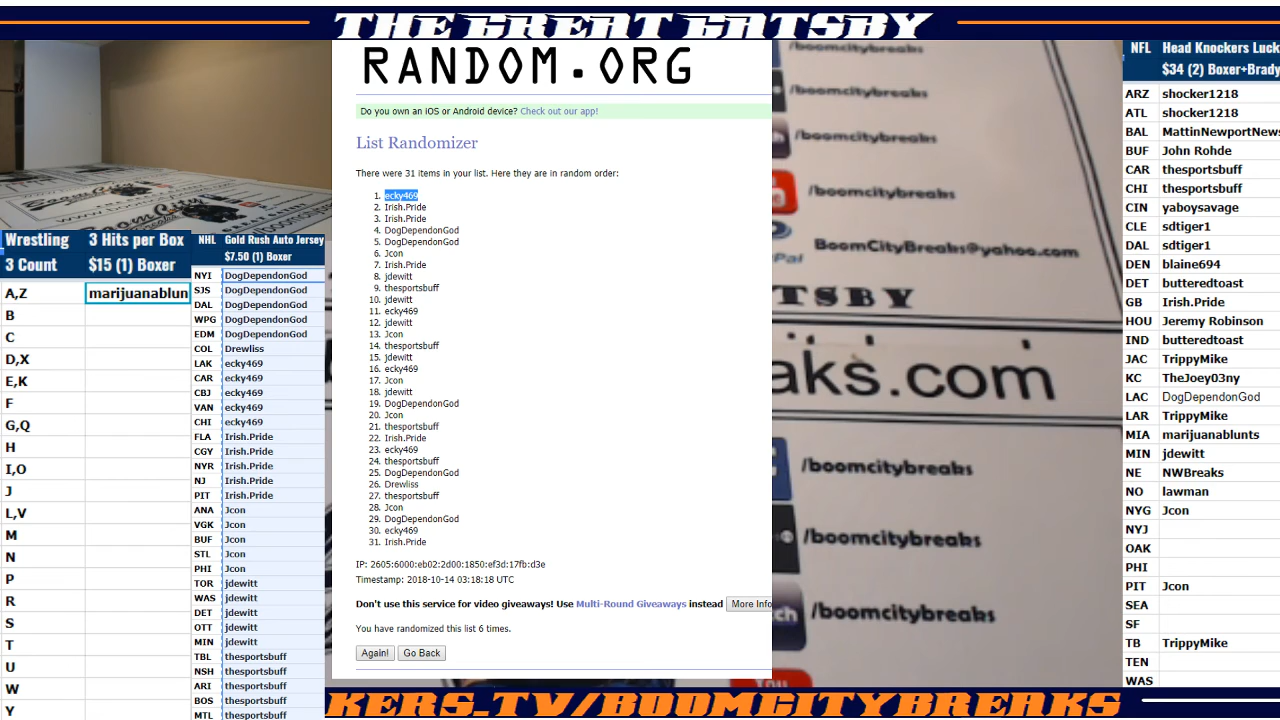 THE GREAT GATSBY
RANDOM.ORG
Do you own an iOS or Android device? Check out our app!
List Randomizer
There were 31 items in your list. Here they are in random order:
1. ecky469
2. Irish.Pride
3. Irish.Pride
4. DogDependonGod
5. DogDependonGod
6. Jcon
7. Irish.Pride
8. jdewitt
9. thesportsbuff
10. jdewitt
11. ecky469
12. jdewitt
13. Jcon
14. thesportsbuff
15. jdewitt
16. ecky469
17. Jcon
18. jdewitt
19. DogDependonGod
20. Jcon
21. thesportsbuff
22. Irish.Pride
23. ecky469
24. thesportsbuff
25. DogDependonGod
26. Drewliss
27. thesportsbuff
28. Jcon
29. DogDependonGod
30. ecky469
31. Irish.Pride
IP: 2605:6000:eb02:2d00:1850:ef3d:17fb:d3e
Timestamp: 2018-10-14 03:18:18 UTC
Don't use this service for video giveaways! Use Multi-Round Giveaways instead More Info
You have randomized this list 6 times.
Again! Go Back
Wrestling 3 Hits per Box
3 Count $15 (1) Boxer
A,Z marijuanablun
B
C
D,X
E,K
F
G,Q
H
I,O
J
L,V
M
N
P
R
S
T
U
W
Y
NHL Gold Rush Auto Jersey
$7.50 (1) Boxer
NYI DogDependonGod
SJS DogDependonGod
DAL DogDependonGod
WPG DogDependonGod
EDM DogDependonGod
COL Drewliss
LAK ecky469
CAR ecky469
CBJ ecky469
VAN ecky469
CHI ecky469
FLA Irish.Pride
CGY Irish.Pride
NYR Irish.Pride
NJ Irish.Pride
PIT Irish.Pride
ANA Jcon
VGK Jcon
BUF Jcon
STL Jcon
PHI Jcon
TOR jdewitt
WAS jdewitt
DET jdewitt
OTT jdewitt
MIN jdewitt
TBL thesportsbuff
NSH thesportsbuff
ARI thesportsbuff
BOS thesportsbuff
MTL thesportsbuff
/boomcitybreaks
/boomcitybreaks
/boomcitybreaks
/boomcitybreaks
BoomCityBreaks@yahoo.com
Pal
TSBY
aks.com
/boomcitybreaks
/boomcitybreaks
tch /boomcitybreaks
You
NFL Head Knockers Luck
$34 (2) Boxer+Brady
ARZ shocker1218
ATL shocker1218
BAL MattinNewportNews
BUF John Rohde
CAR thesportsbuff
CHI thesportsbuff
CIN yaboysavage
CLE sdtiger1
DAL sdtiger1
DEN blaine694
DET butteredtoast
GB Irish.Pride
HOU Jeremy Robinson
IND butteredtoast
JAC TrippyMike
KC TheJoey03ny
LAC DogDependonGod
LAR TrippyMike
MIA marijuanablunts
MIN jdewitt
NE NWBreaks
NO lawman
NYG Jcon
NYJ
OAK
PHI
PIT Jcon
SEA
SF
TB TrippyMike
TEN
WAS
KERS.TV/BOOMCITYBREAKS